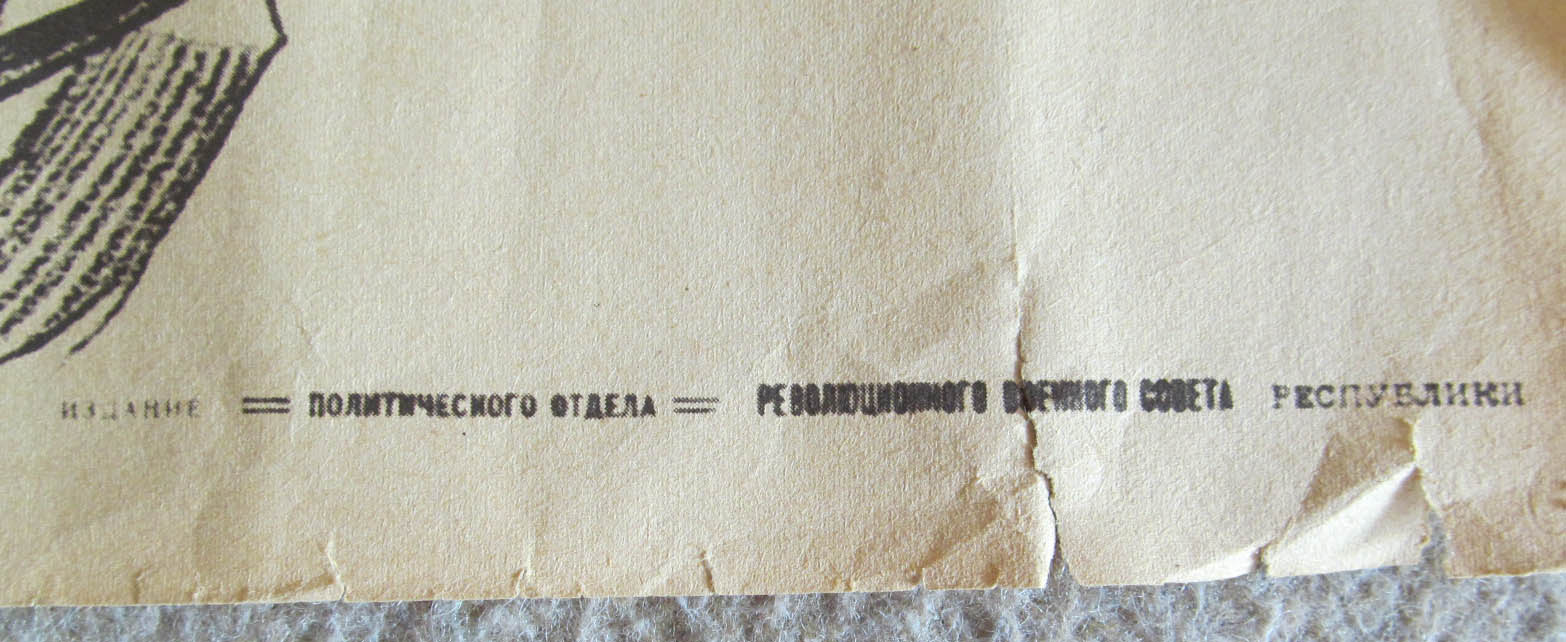 ИЗДАНИЕ = ПОЛИТИЧЕСКОГО ОТДЕЛА = РЕВОЛЮЦИОННОГО ВОЕННОГО СОВЕТА РЕСПУБЛИКИ